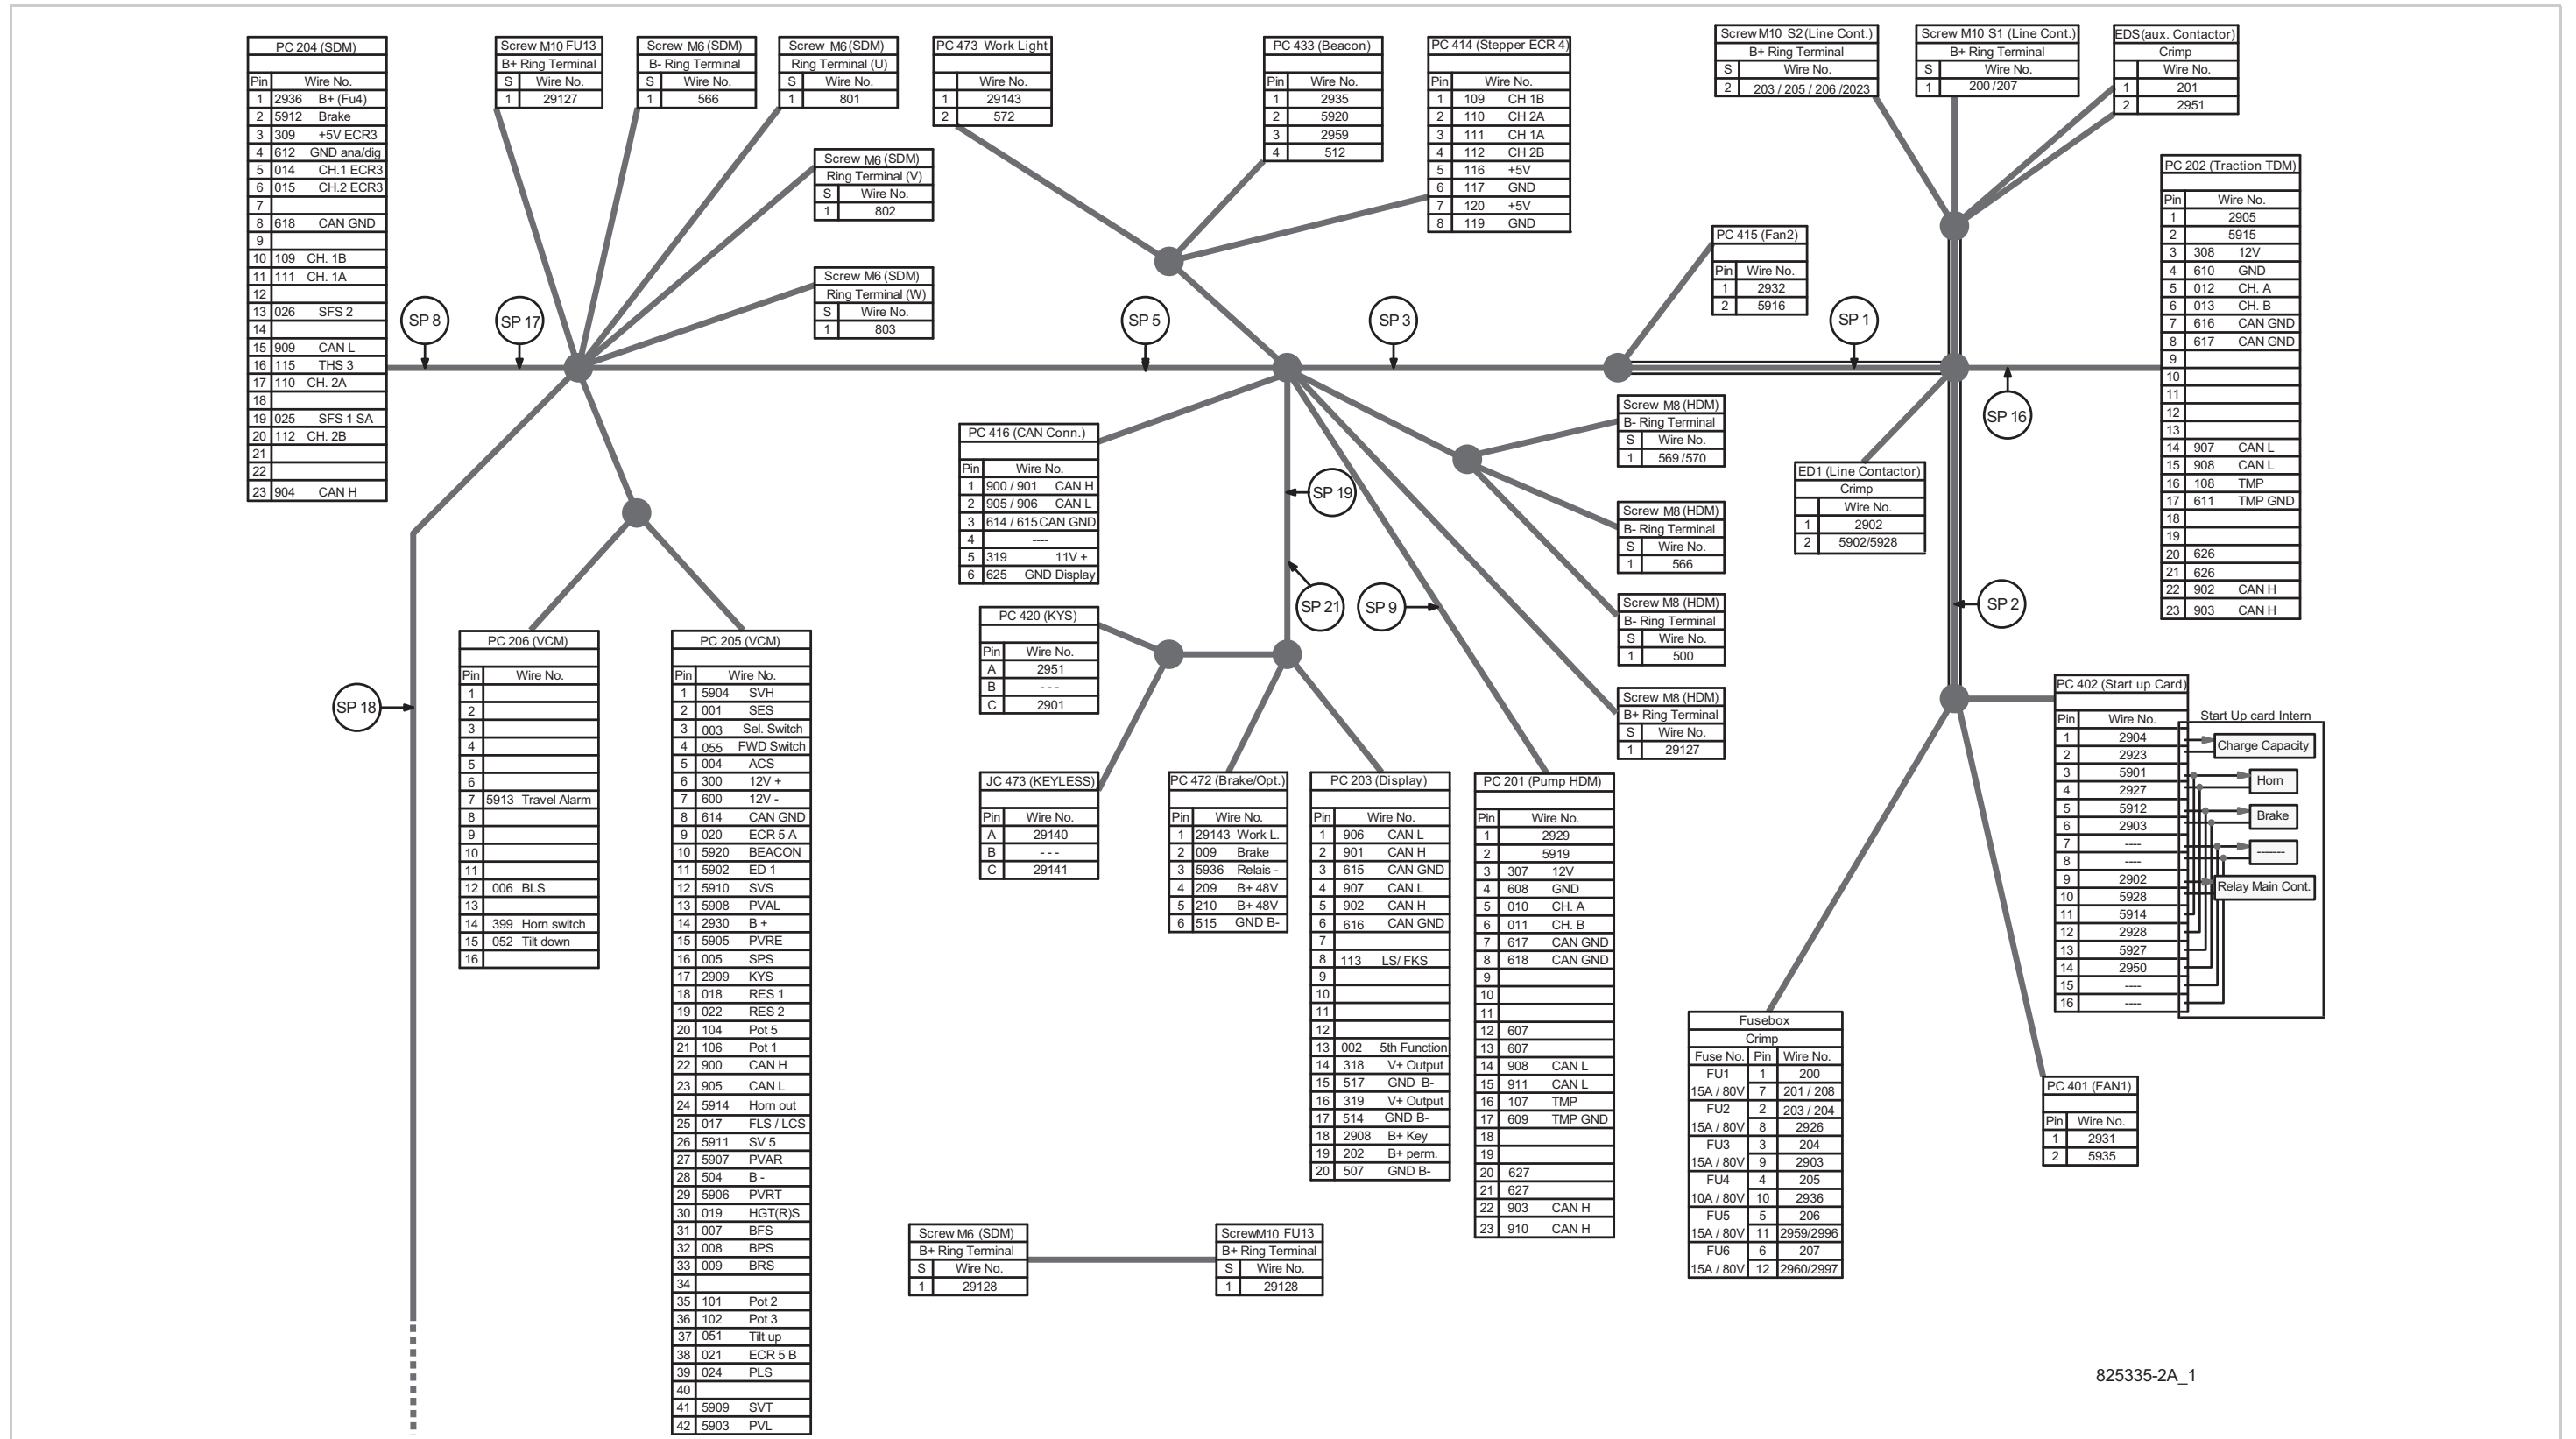 PC 204 (SDM)
Pin Wire No.
1 2936 B+ (Fu4)
2 5912 Brake
3 309 +5V ECR3
4 612 GND ana/dig
5 014 CH.1 ECR3
6 015 CH.2 ECR3
7
8 618 CAN GND
9
10 109 CH. 1B
11 111 CH. 1A
12
13 026 SFS 2
14
15 909 CAN L
16 115 THS 3
17 110 CH. 2A
18
19 025 SFS 1 SA
20 112 CH. 2B
21
22
23 904 CAN H
Screw M10 FU13
B+ Ring Terminal
S Wire No.
1 29127
Screw M6 (SDM)
B- Ring Terminal
S Wire No.
1 566
Screw M6 (SDM)
Ring Terminal (U)
S Wire No.
1 801
Screw M6 (SDM)
Ring Terminal (V)
S Wire No.
1 802
Screw M6 (SDM)
Ring Terminal (W)
S Wire No.
1 803
PC 473 Work Light
1 29143
2 572
PC 433 (Beacon)
Pin Wire No.
1 2935
2 5920
3 2959
4 512
PC 414 (Stepper ECR 4)
Pin Wire No.
1 109 CH 1B
2 110 CH 2A
3 111 CH 1A
4 112 CH 2B
5 116 +5V
6 117 GND
7 120 +5V
8 119 GND
Screw M10 S2 (Line Cont.)
B+ Ring Terminal
S Wire No.
2 203 / 205 / 206 /2023
Screw M10 S1 (Line Cont.)
B+ Ring Terminal
S Wire No.
1 200 /207
EDS (aux. Contactor)
Crimp
Wire No.
1 201
2 2951
PC 415 (Fan2)
Pin Wire No.
1 2932
2 5916
PC 202 (Traction TDM)
Pin Wire No.
1 2905
2 5915
3 308 12V
4 610 GND
5 012 CH. A
6 013 CH. B
7 616 CAN GND
8 617 CAN GND
9
10
11
12
13
14 907 CAN L
15 908 CAN L
16 108 TMP
17 611 TMP GND
18
19
20 626
21 626
22 902 CAN H
23 903 CAN H
SP 8
SP 17
SP 5
SP 3
SP 1
SP 16
PC 416 (CAN Conn.)
Pin Wire No.
1 900 / 901 CAN H
2 905 / 906 CAN L
3 614 / 615 CAN GND
4 ----
5 319 11V +
6 625 GND Display
SP 19
SP 21
SP 9
Screw M8 (HDM)
B- Ring Terminal
S Wire No.
1 569 /570
Screw M8 (HDM)
B- Ring Terminal
S Wire No.
1 566
Screw M8 (HDM)
B- Ring Terminal
S Wire No.
1 500
Screw M8 (HDM)
B+ Ring Terminal
S Wire No.
1 29127
ED1 (Line Contactor)
Crimp
Wire No.
1 2902
2 5902/5928
SP 2
SP 18
PC 206 (VCM)
Pin Wire No.
1
2
3
4
5
6
7 5913 Travel Alarm
8
9
10
11
12 006 BLS
13
14 399 Horn switch
15 052 Tilt down
16
PC 205 (VCM)
Pin Wire No.
1 5904 SVH
2 001 SES
3 003 Sel. Switch
4 055 FWD Switch
5 004 ACS
6 300 12V +
7 600 12V -
8 614 CAN GND
9 020 ECR 5 A
10 5920 BEACON
11 5902 ED 1
12 5910 SVS
13 5908 PVAL
14 2930 B +
15 5905 PVRE
16 005 SPS
17 2909 KYS
18 018 RES 1
19 022 RES 2
20 104 Pot 5
21 106 Pot 1
22 900 CAN H
23 905 CAN L
24 5914 Horn out
25 017 FLS / LCS
26 5911 SV 5
27 5907 PVAR
28 504 B -
29 5906 PVRT
30 019 HGT(R)S
31 007 BFS
32 008 BPS
33 009 BRS
34
35 101 Pot 2
36 102 Pot 3
37 051 Tilt up
38 021 ECR 5 B
39 024 PLS
40
41 5909 SVT
42 5903 PVL
PC 420 (KYS)
Pin Wire No.
A 2951
B - - -
C 2901
JC 473 (KEYLESS)
Pin Wire No.
A 29140
B - - -
C 29141
PC 472 (Brake/Opt.)
Pin Wire No.
1 29143 Work L.
2 009 Brake
3 5936 Relais -
4 209 B+ 48V
5 210 B+ 48V
6 515 GND B-
PC 203 (Display)
Pin Wire No.
1 906 CAN L
2 901 CAN H
3 615 CAN GND
4 907 CAN L
5 902 CAN H
6 616 CAN GND
7
8 113 LS/ FKS
9
10
11
12
13 002 5th Function
14 318 V+ Output
15 517 GND B-
16 319 V+ Output
17 514 GND B-
18 2908 B+ Key
19 202 B+ perm.
20 507 GND B-
PC 201 (Pump HDM)
Pin Wire No.
1 2929
2 5919
3 307 12V
4 608 GND
5 010 CH. A
6 011 CH. B
7 617 CAN GND
8 618 CAN GND
9
10
11
12 607
13 607
14 908 CAN L
15 911 CAN L
16 107 TMP
17 609 TMP GND
18
19
20 627
21 627
22 903 CAN H
23 910 CAN H
PC 402 (Start up Card)
Pin Wire No.
1 2904
2 2923
3 5901
4 2927
5 5912
6 2903
7 ----
8 ----
9 2902
10 5928
11 5914
12 2928
13 5927
14 2950
15 ----
16 ----
Start Up card Intern
Charge Capacity
Horn
Brake
-------
Relay Main Cont.
Fusebox
Crimp
Fuse No. Pin Wire No.
FU1 1 200
15A / 80V 7 201 / 208
FU2 2 203 / 204
15A / 80V 8 2926
FU3 3 204
15A / 80V 9 2903
FU4 4 205
10A / 80V 10 2936
FU5 5 206
15A / 80V 11 2959/2996
FU6 6 207
15A / 80V 12 2960/2997
PC 401 (FAN1)
Pin Wire No.
1 2931
2 5935
Screw M6 (SDM)
B+ Ring Terminal
S Wire No.
1 29128
Screw M10 FU13
B+ Ring Terminal
S Wire No.
1 29128
825335-2A_1